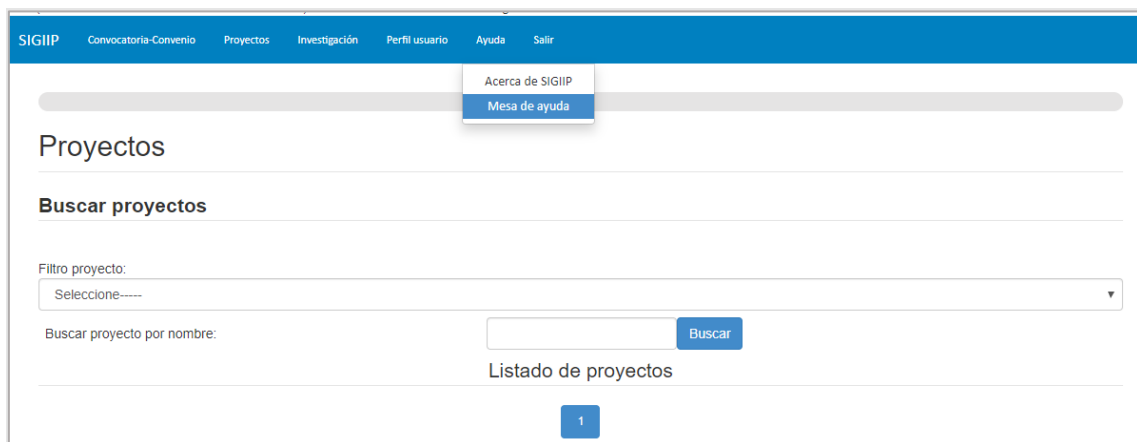 SIGIIP Convocatoria-Convenio Proyectos Investigación Perfil usuario Ayuda Salir
Acerca de SIGIIP
Mesa de ayuda
Proyectos
Buscar proyectos
Filtro proyecto:
Seleccione-----
Buscar proyecto por nombre: Buscar
Listado de proyectos
1